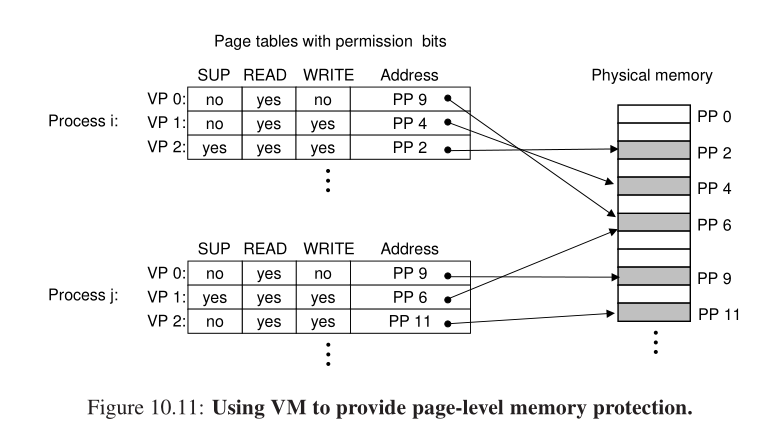 Page tables with permission bits
SUP READ WRITE Address
Physical memory
Process i:
VP 0: no yes no PP 9
VP 1: no yes yes PP 4
VP 2: yes yes yes PP 2
PP 0
PP 2
PP 4
PP 6
PP 9
PP 11
SUP READ WRITE Address
Process j:
VP 0: no yes no PP 9
VP 1: yes yes yes PP 6
VP 2: no yes yes PP 11
Figure 10.11: Using VM to provide page-level memory protection.